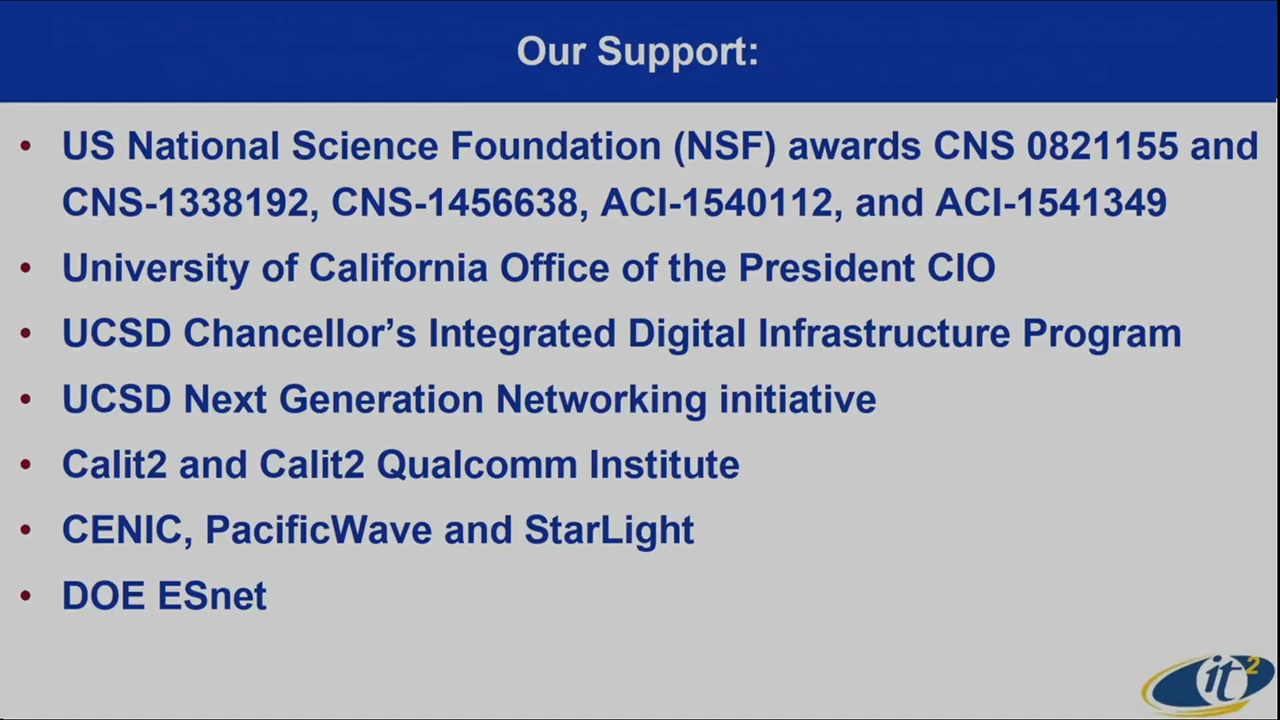 Our Support:
• US National Science Foundation (NSF) awards CNS 0821155 and
CNS-1338192, CNS-1456638, ACI-1540112, and ACI-1541349
• University of California Office of the President CIO
• UCSD Chancellor’s Integrated Digital Infrastructure Program
• UCSD Next Generation Networking initiative
• Calit2 and Calit2 Qualcomm Institute
• CENIC, PacificWave and StarLight
• DOE ESnet
it2